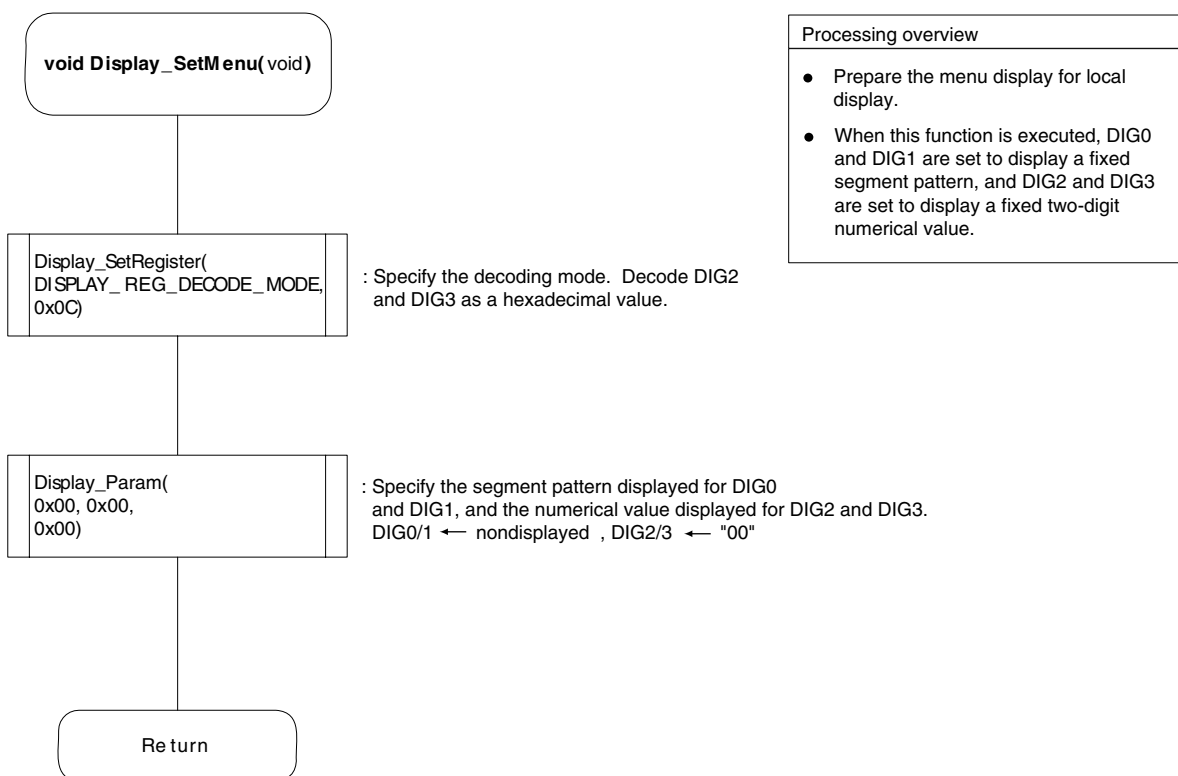 void Display_SetMenu(void)
Processing overview
● Prepare the menu display for local
display.
● When this function is executed, DIG0
and DIG1 are set to display a fixed
segment pattern, and DIG2 and DIG3
are set to display a fixed two-digit
numerical value.
Display_SetRegister(
DISPLAY_REG_DECODE_MODE,
0x0C)
: Specify the decoding mode. Decode DIG2
and DIG3 as a hexadecimal value.
Display_Param(
0x00, 0x00,
0x00)
: Specify the segment pattern displayed for DIG0
and DIG1, and the numerical value displayed for DIG2 and DIG3.
DIG0/1 ← nondisplayed , DIG2/3 ← "00"
Return